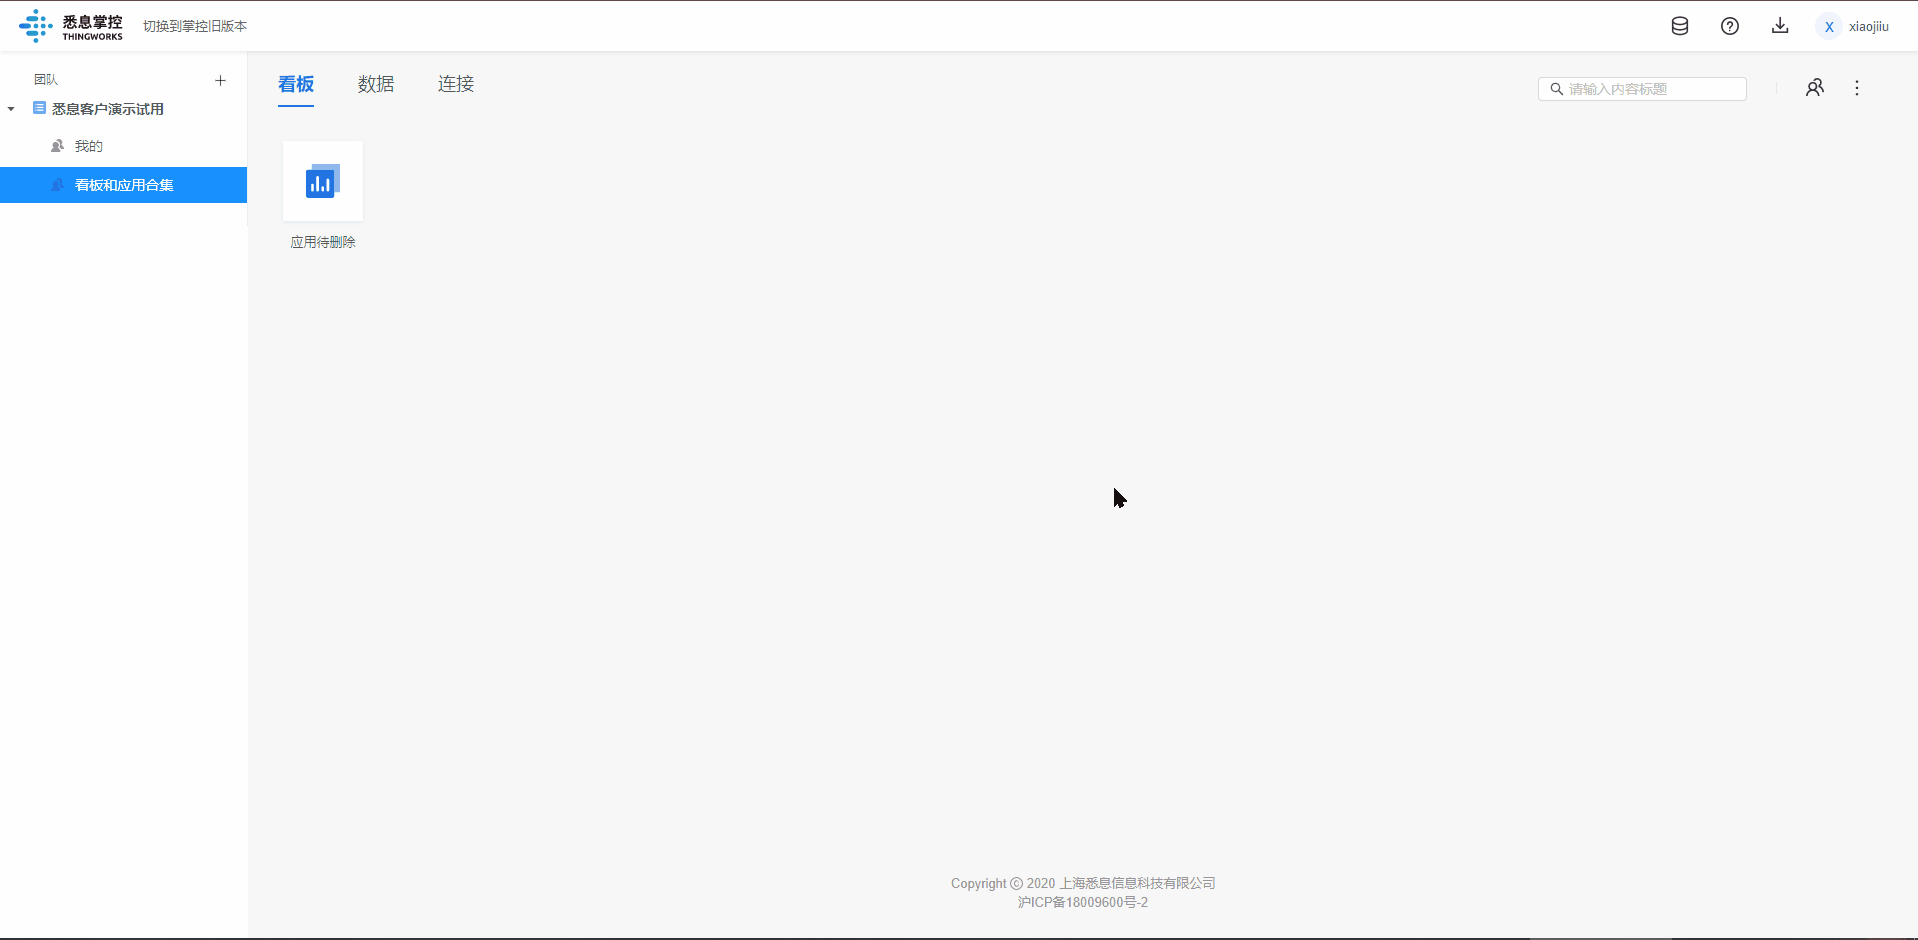 悉息掌控
THINGWORKS
切换到掌控旧版本
X
xiaojiiu
团队
悉息客户演示试用
我的
看板和应用合集
看板
数据
连接
请输入内容标题
应用待删除
Copyright ⓒ 2020 上海悉息信息科技有限公司
沪ICP备18009600号-2